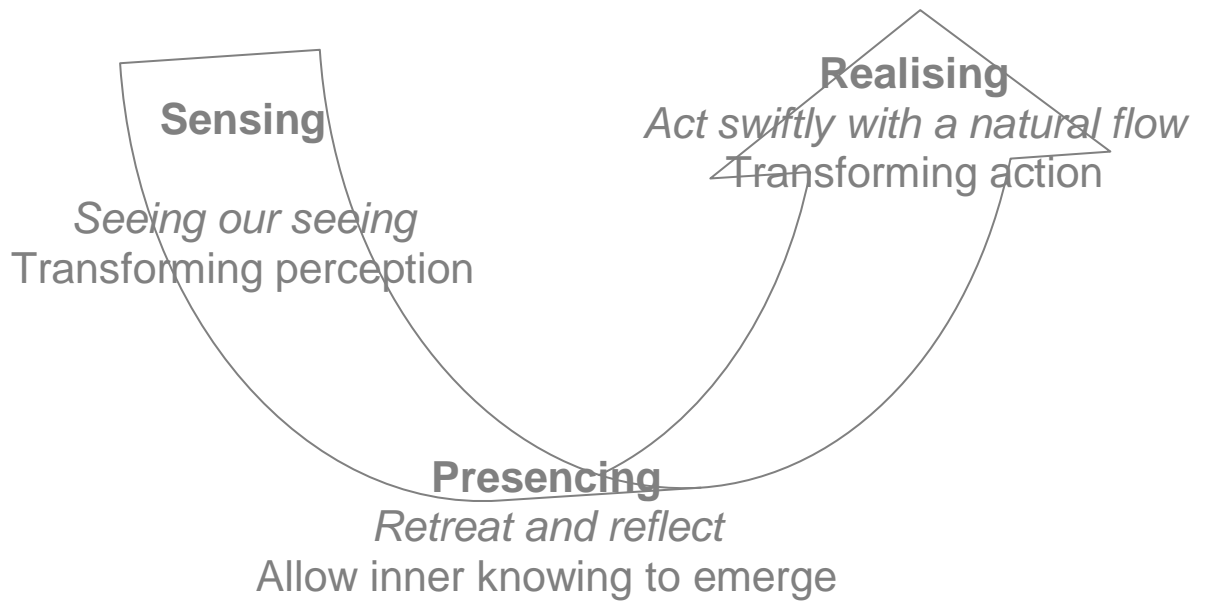 Sensing
Seeing our seeing
Transforming perception
Presencing
Retreat and reflect
Allow inner knowing to emerge
Realising
Act swiftly with a natural flow
Transforming action